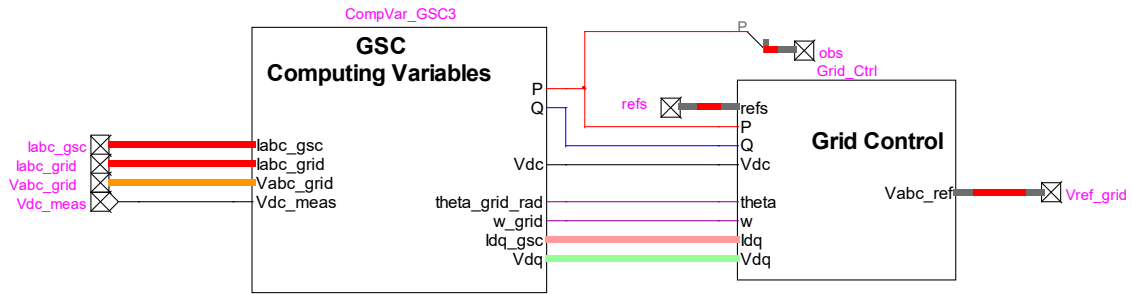 CompVar_GSC3
GSC
Computing Variables
P
Q
Vdc
theta_grid_rad
w_grid
Idq_gsc
Vdq
Iabc_gsc
Iabc_grid
Vabc_grid
Vdc_meas
Iabc_gsc
Iabc_grid
Vabc_grid
Vdc_meas
P
obs
Grid_Ctrl
refs
refs
P
Q
Vdc
theta
w
Idq
Vdq
Grid Control
Vabc_ref
Vref_grid